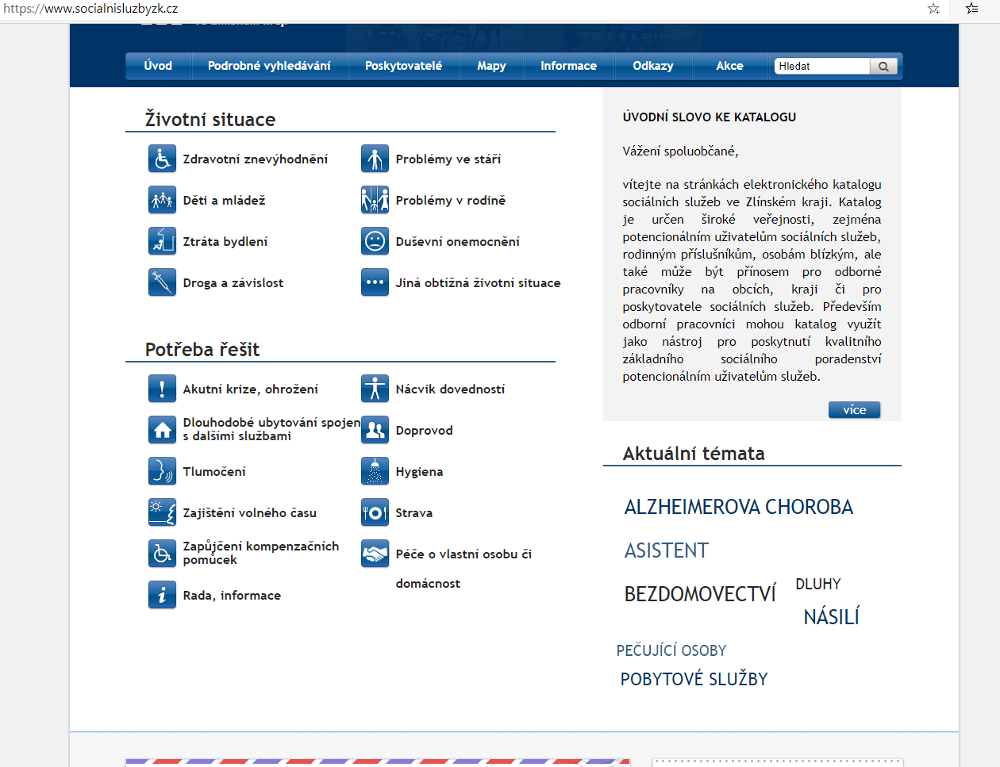 https://www.socialnisluzbyzk.cz
Úvod
Podrobné vyhledávání
Poskytovatelé
Mapy
Informace
Odkazy
Akce
Hledat
Životní situace
Zdravotní znevýhodnění
Problémy ve stáří
Děti a mládež
Problémy v rodině
Ztráta bydlení
Duševní onemocnění
Droga a závislost
Jiná obtížná životní situace
Potřeba řešit
Akutní krize, ohrožení
Nácvik dovedností
Dlouhodobé ubytování spojen
s dalšími službami
Doprovod
Tlumočení
Hygiena
Zajištění volného času
Strava
Zapůjčení kompenzačních
pomůcek
Péče o vlastní osobu či
domácnost
Rada, informace
ÚVODNÍ SLOVO KE KATALOGU
Vážení spoluobčané,
vítejte na stránkách elektronického katalogu
sociálních služeb ve Zlínském kraji. Katalog
je určen široké veřejnosti, zejména
potencionálním uživatelům sociálních služeb,
rodinným příslušníkům, osobám blízkým, ale
také může být přínosem pro odborné
pracovníky na obcích, kraji či pro
poskytovatele sociálních služeb. Především
odborní pracovníci mohou katalog využít
jako nástroj pro poskytnutí kvalitního
základního sociálního poradenství
potencionálním uživatelům služeb.
více
Aktuální témata
ALZHEIMEROVA CHOROBA
ASISTENT
BEZDOMOVECTVÍ
DLUHY
NÁSILÍ
PEČUJÍCÍ OSOBY
POBYTOVÉ SLUŽBY